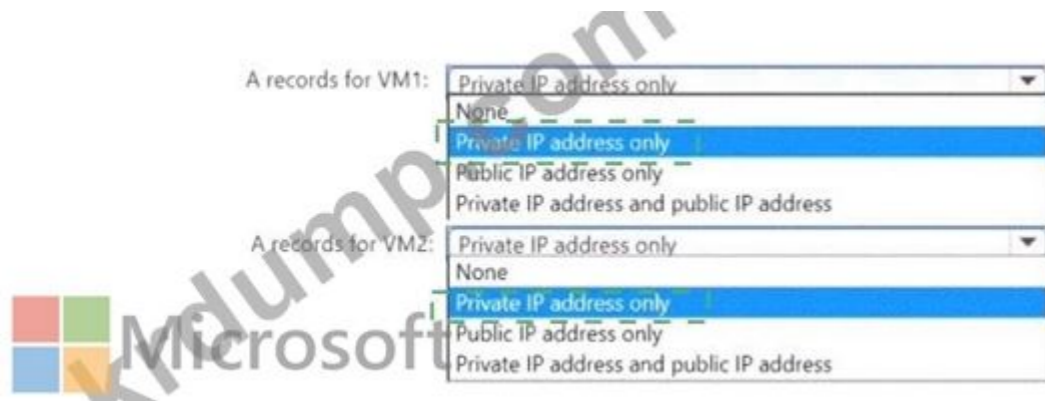 A records for VM1: Private IP address only
None
Private IP address only
Public IP address only
Private IP address and public IP address
A records for VM2: Private IP address only
None
Private IP address only
Public IP address only
Private IP address and public IP address
Microsoft
krdump.com